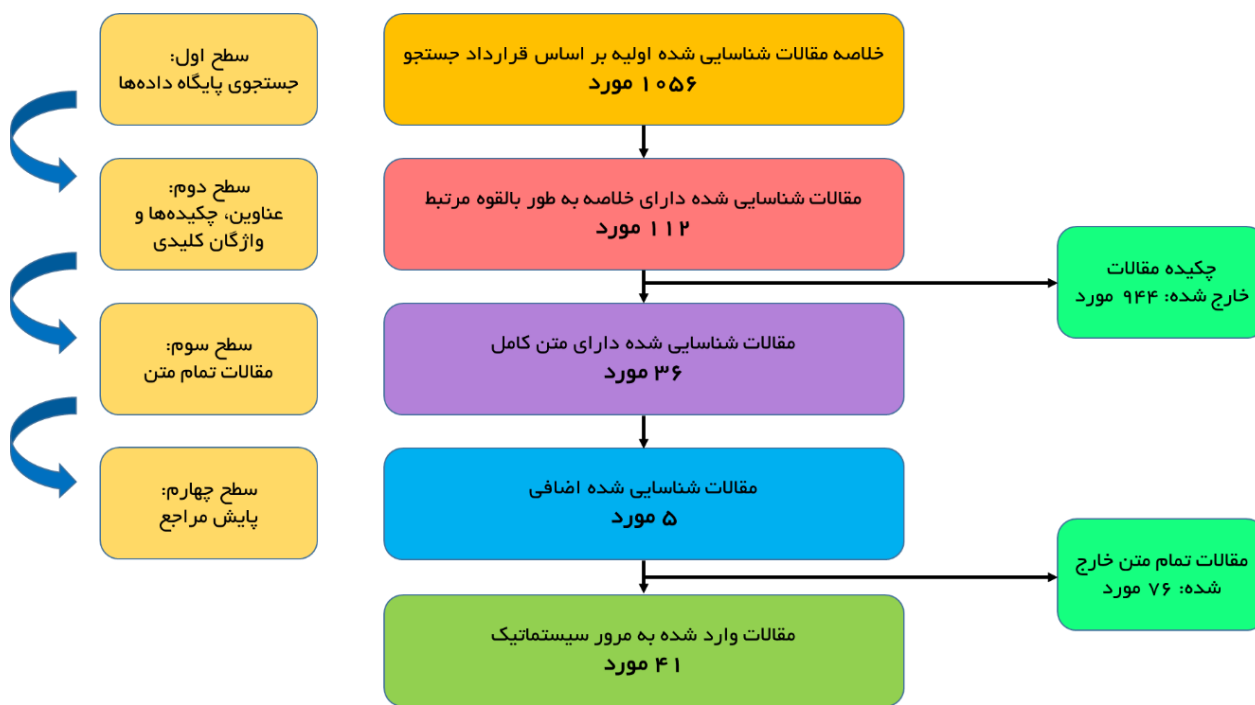 خلاصه مقالات شناسایی شده اولیه بر اساس قرارداد جستجو
۱۰۵۶ مورد
سطح اول:
جستجوی پایگاه داده‌ها
مقالات شناسایی شده دارای خلاصه به طور بالقوه مرتبط
۱۱۲ مورد
سطح دوم:
عناوین، چکیده‌ها و
واژگان کلیدی
چکیده مقالات
خارج شده: ۹۴۴ مورد
مقالات شناسایی شده دارای متن کامل
۳۶ مورد
سطح سوم:
مقالات تمام متن
مقالات شناسایی شده اضافی
۵ مورد
سطح چهارم:
پایش مراجع
مقالات تمام متن خارج
شده: ۷۶ مورد
مقالات وارد شده به مرور سیستماتیک
۴۱ مورد